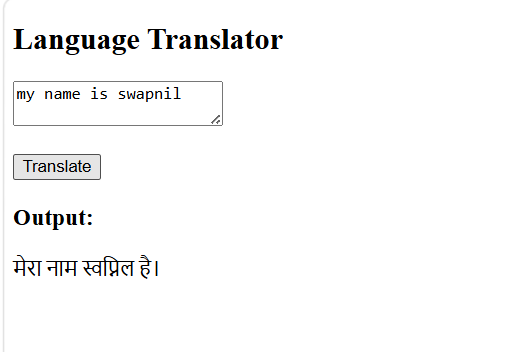 Language Translator
my name is swapnil
Translate
Output:
मेरा नाम स्वप्निल है।